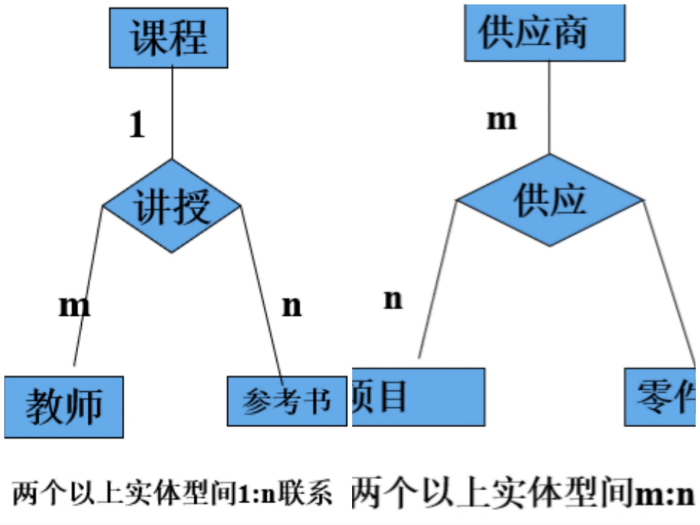 课程
1
讲授
m
n
教师
参考书
两个以上实体型间1:n联系
供应商
m
供应
n
项目
零件
两个以上实体型间m:n